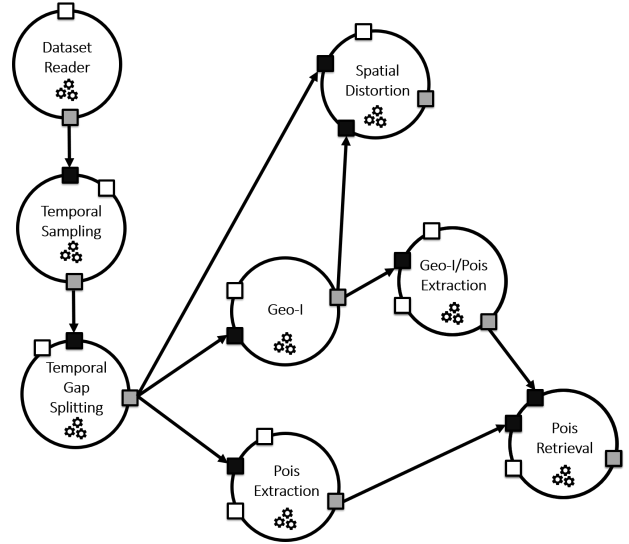 Dataset
Reader
Spatial
Distortion
Temporal
Sampling
Geo-I/Pois
Extraction
Geo-I
Temporal
Gap
Splitting
Pois
Retrieval
Pois
Extraction